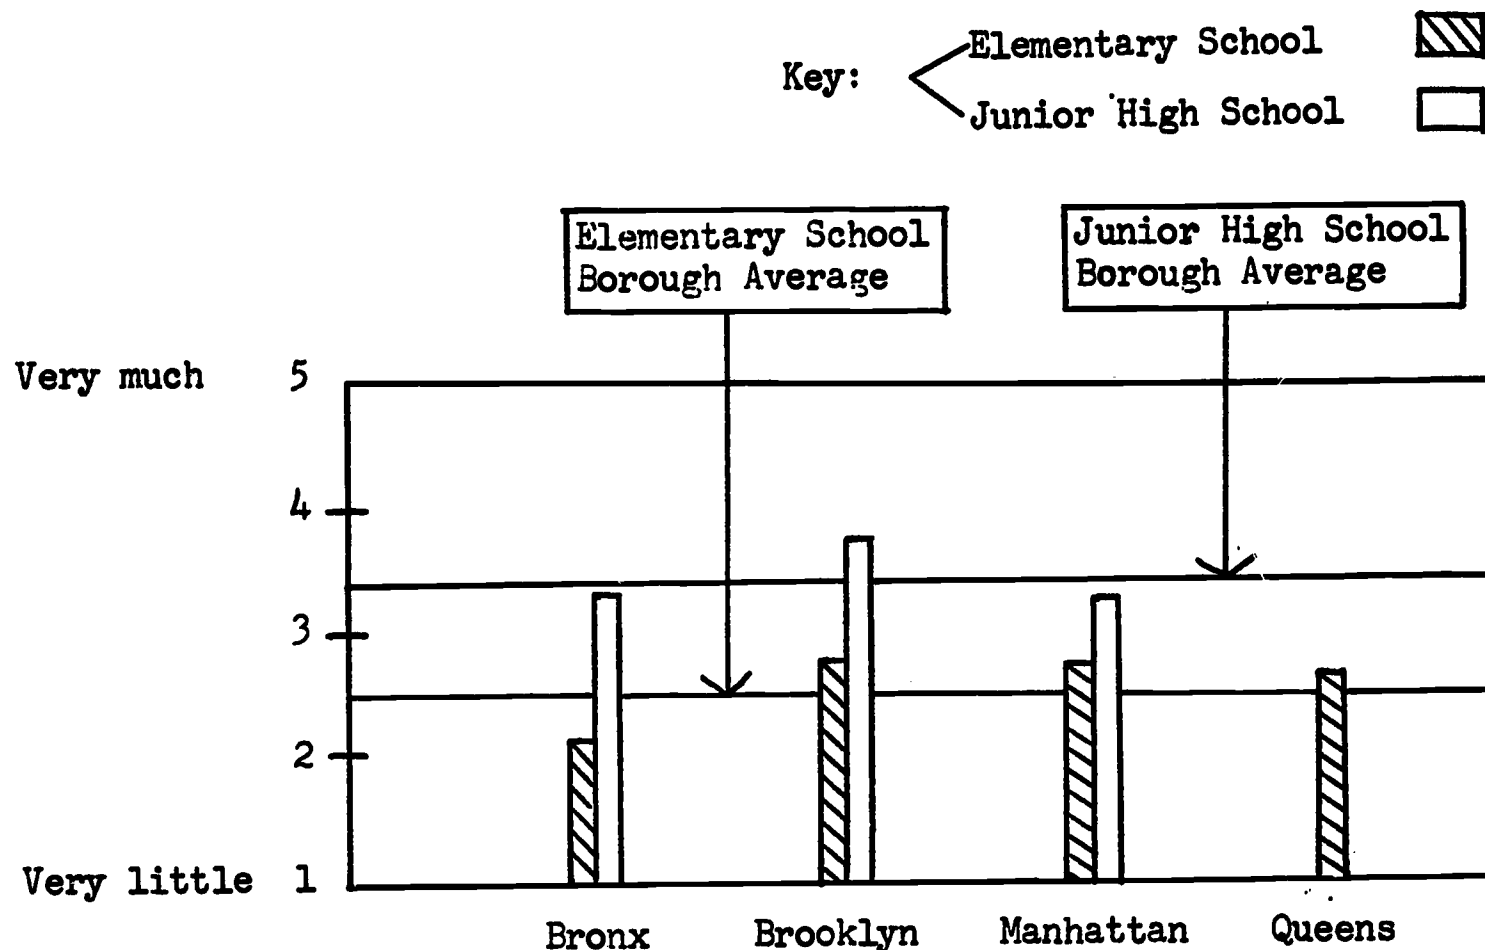 Key:
Elementary School
Junior High School
Elementary School
Borough Average
Junior High School
Borough Average
Very much 5
4
3
2
Very little 1
Bronx Brooklyn Manhattan Queens